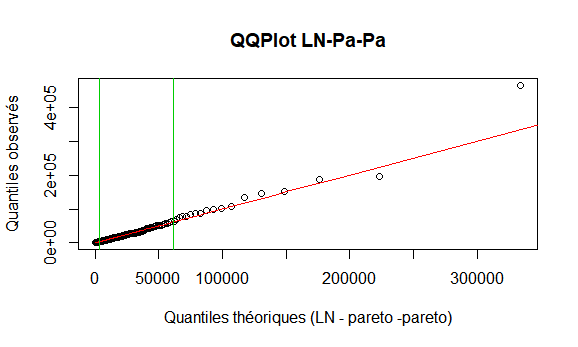 QQPlot LN-Pa-Pa
Quantiles observés
4e+05
2e+05
0e+00
0 50000 100000 200000 300000
Quantiles théoriques (LN - pareto -pareto)